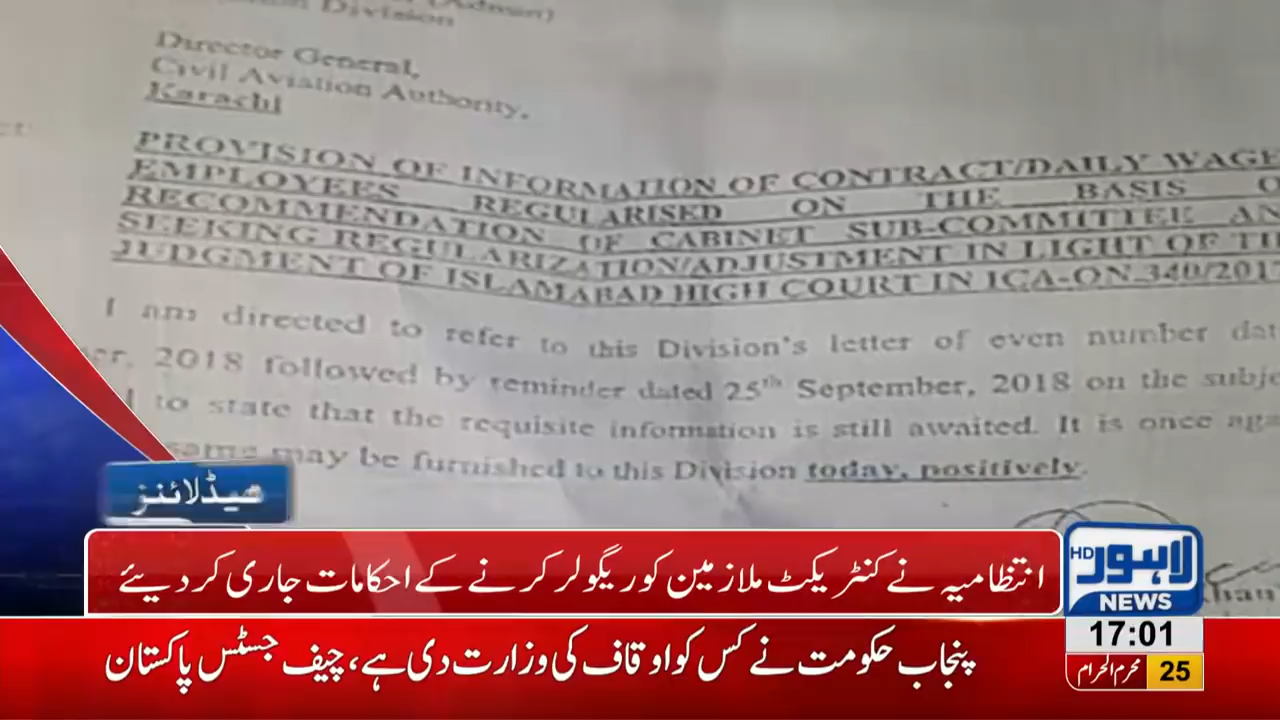 (Admin)
Division
Director General,
Civil Aviation Authority,
Karachi
PROVISION OF INFORMATION OF CONTRACT/DAILY WAGE
EMPLOYEES REGULARISED ON THE BASIS
RECOMMENDATION OF CABINET SUB-COMMITTEE
SEEKING REGULARIZATION/ADJUSTMENT IN LIGHT OF
JUDGMENT OF ISLAMABAD HIGH COURT IN ICA-ON.340/2017
I am directed to refer to this Division's letter of even number
2018 followed by reminder dated 25th September, 2018 on the
to state that the requisite information is still awaited. It is once
same may be furnished to this Division today, positively.
ہیڈلائنز
انتظامیہ نے کنٹریکٹ ملازمین کو ریگولر کرنے کے احکامات جاری کر دیئے
لاہور HD
NEWS
17:01
پنجاب حکومت نے کس کو اوقاف کی وزارت دی ہے، چیف جسٹس پاکستان
25 محرم الحرام